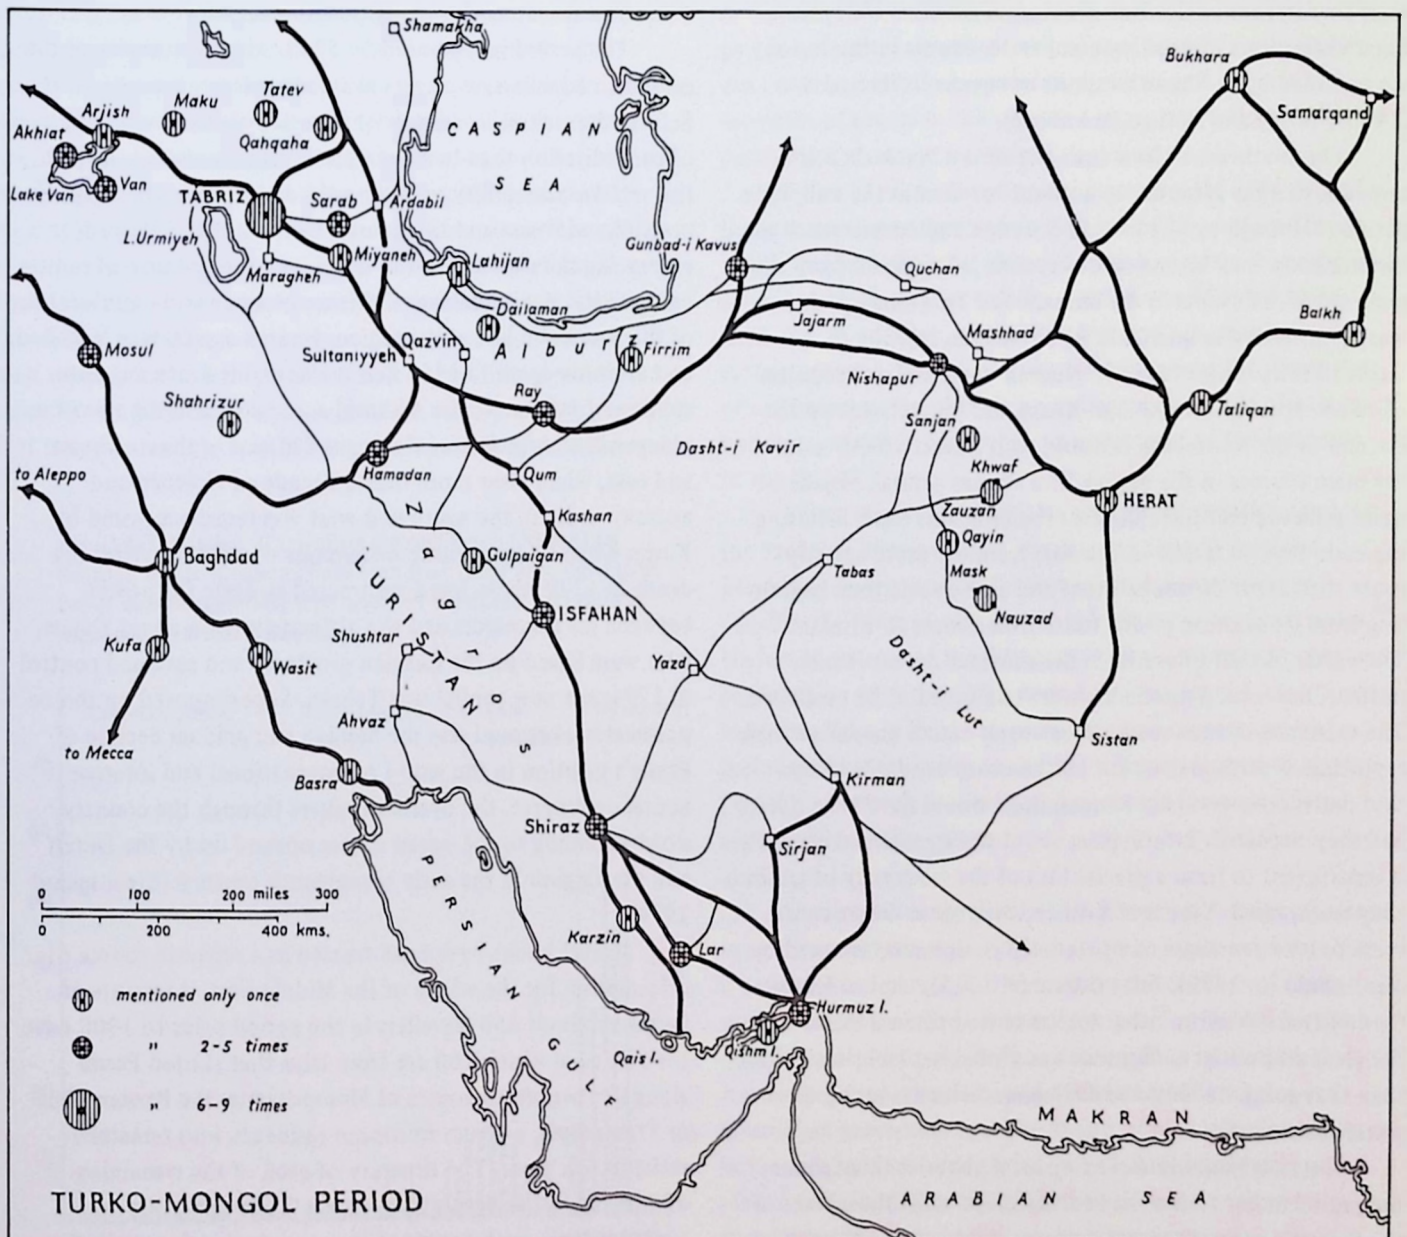 Shamatha
Bukhara
Samarqand
Tatev
Maku
Arjish
Akhlat
Qahqaha
CASPIAN
SEA
Van
Lake Van
TABRIZ
Sarab
Ardabil
L.Urmiyeh
Miyaneh
Maragheh
Lahijan
Gunbad-i Kavus
Quchan
Dailaman
Jajarm
Balkh
Mosul
Sultaniyyeh
Qazvin
Alburz
Firrim
Mashhad
Nishapur
Ray
Shahrizur
Taliqan
Sanjan
Hamadan
Dasht-i Kavir
Khwaf
to Aleppo
Qum
HERAT
Kashan
Zauzan
Baghdad
Gulpaigan
Qayin
Tabas
Mask
Zagros
LURISTAN
ISFAHAN
Nauzad
Kufa
Shushtar
Wasit
Yazd
Dasht-i
Lut
Ahvaz
Sistan
to Mecca
Basra
Kirman
Shiraz
Sirjan
PERSIAN
GULF
0 100 200 miles 300
0 200 400 kms.
Karzin
Lar
mentioned only once
" 2-5 times
" 6-9 times
Hurmuz I.
Qais I.
Qishm I.
MAKRAN
TURKO-MONGOL PERIOD
ARABIAN SEA